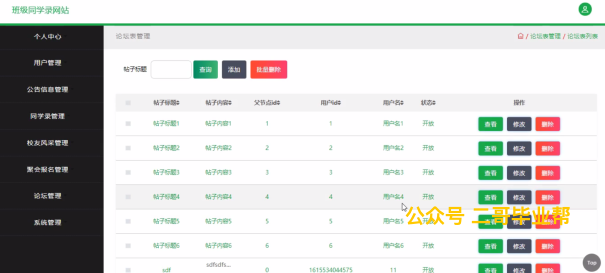 班级同学录网站
个人中心
用户管理
公告信息管理
同学录管理
校友风采管理
聚会报名管理
论坛管理
系统管理
论坛表管理
/ 论坛表管理 / 论坛表列表
帖子标题 查询 添加 批量删除
帖子标题 帖子内容 父节点id 用户id 用户名 状态 操作
帖子标题1 帖子内容1 1 1 用户名1 开放 查看 修改 删除
帖子标题2 帖子内容2 2 2 用户名2 开放 查看 修改 删除
帖子标题3 帖子内容3 3 3 用户名3 开放 查看 修改 删除
帖子标题4 帖子内容4 4 4 用户名4 开放 查看 修改 删除
帖子标题5 帖子内容5 5 5 用户名5 开放 查看 修改 删除
公众号 二哥毕业帮
帖子标题6 帖子内容6 6 6 用户名6 开放 查看 修改 删除
sdf sdfsdfs... 0 1615534044575 11 开放 查看 修改 删除
Top